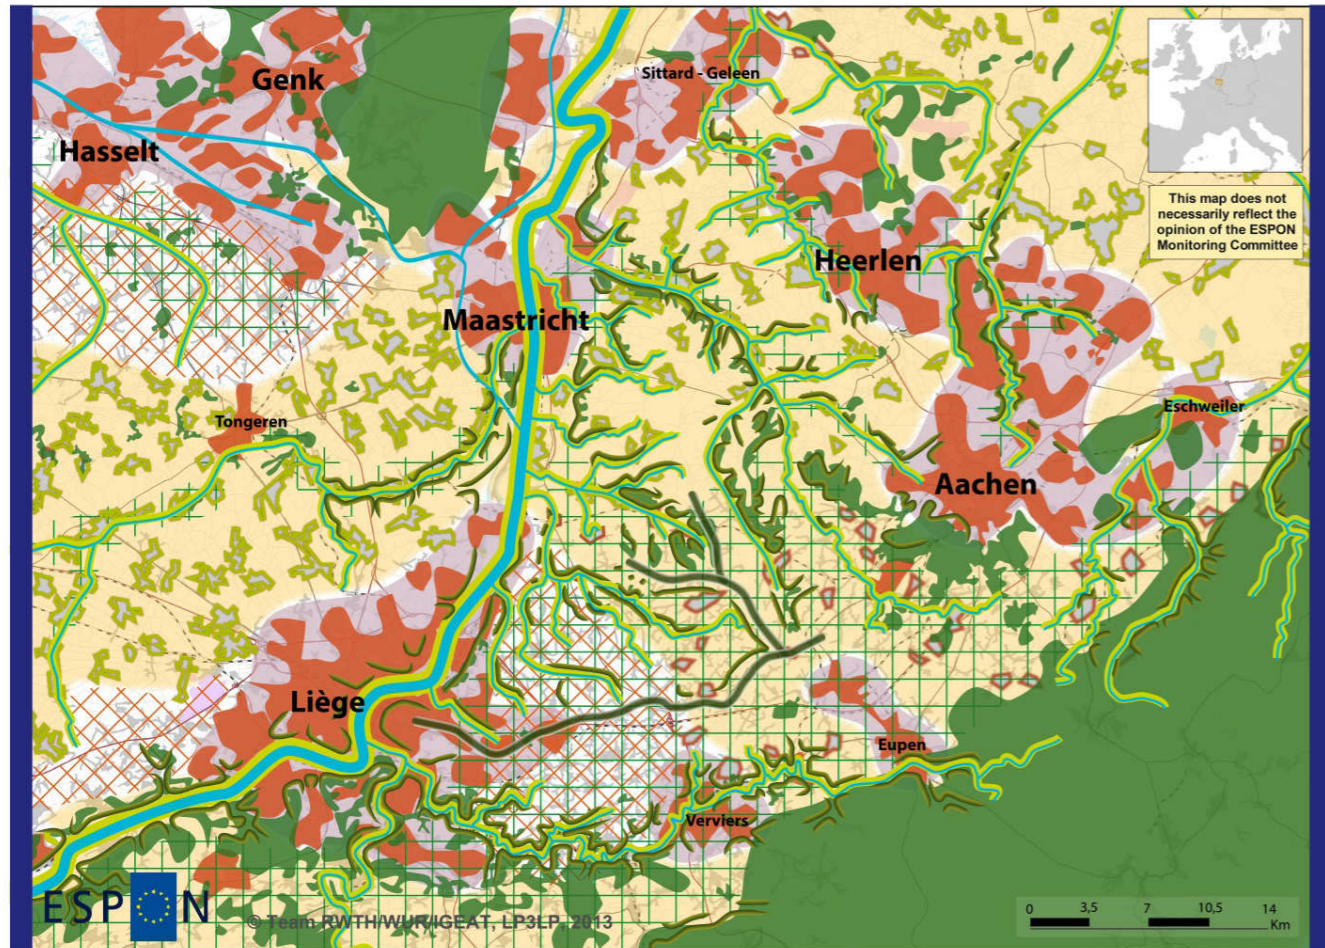 Genk
Sittard - Geleen
Hasselt
This map does not
necessarily reflect the
opinion of the ESPON
Monitoring Committee
Heerlen
Maastricht
Tongeren
Eschweiler
Aachen
Liège
Eupen
Verviers
ESPON
© Team RWTH/WUR/IGEAT, LP3LP, 2013
0 3,5 7 10,5 14
Km